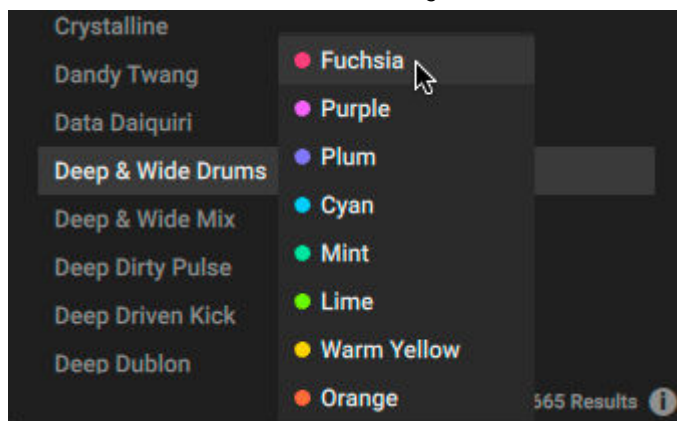 Crystalline
Dandy Twang
Data Daiquiri
Deep & Wide Drums
Deep & Wide Mix
Deep Dirty Pulse
Deep Driven Kick
Deep Dublon
Fuchsia
Purple
Plum
Cyan
Mint
Lime
Warm Yellow
Orange
665 Results